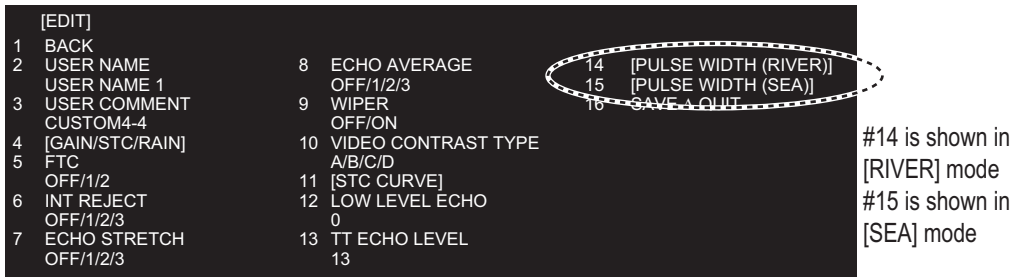 [EDIT]
1 BACK
2 USER NAME
USER NAME 1
3 USER COMMENT
CUSTOM4-4
4 [GAIN/STC/RAIN]
5 FTC
OFF/1/2
6 INT REJECT
OFF/1/2/3
7 ECHO STRETCH
OFF/1/2/3
8 ECHO AVERAGE
OFF/1/2/3
9 WIPER
OFF/ON
10 VIDEO CONTRAST TYPE
A/B/C/D
11 [STC CURVE]
12 LOW LEVEL ECHO
0
13 TT ECHO LEVEL
13
14 [PULSE WIDTH (RIVER)]
15 [PULSE WIDTH (SEA)]
16 SAVE QUIT
#14 is shown in
[RIVER] mode
#15 is shown in
[SEA] mode